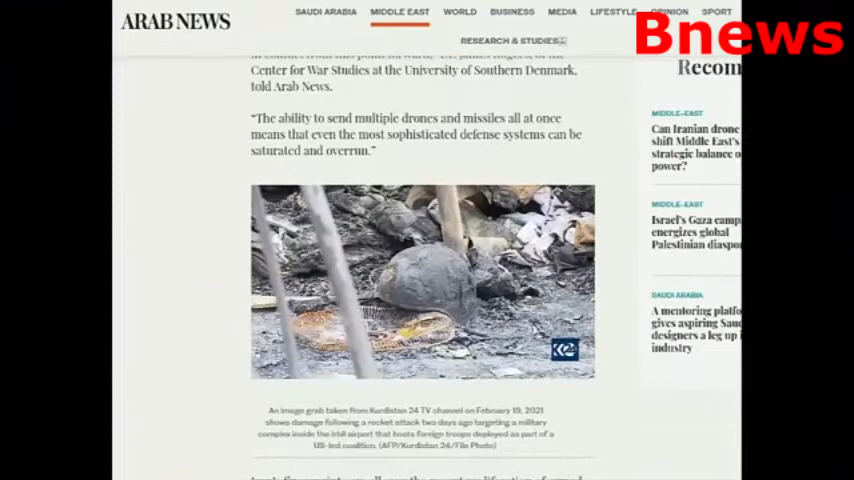 ARAB NEWS
SAUDI ARABIA MIDDLE EAST WORLD BUSINESS MEDIA LIFESTYLE OPINION SPORT
RESEARCH & STUDIES
Bnews
Center for War Studies at the University of Southern Denmark,
told Arab News.
“The ability to send multiple drones and missiles all at once
means that even the most sophisticated defense systems can be
saturated and overrun.”
An image grab taken from Kurdistan 24 TV channel on February 19, 2021
shows damage following a rocket attack two days ago targeting a military
complex inside the Irbil airport that hosts foreign troops deployed as part of a
US-led coalition. (AFP/Kurdistan 24/File Photo)
Recom
MIDDLE-EAST
Can Iranian drone
shift Middle East's
strategic balance o
power?
MIDDLE-EAST
Israel's Gaza camp
energizes global
Palestinian diaspo
SAUDI ARABIA
A mentoring platfo
gives aspiring Sau
designers a leg up i
industry